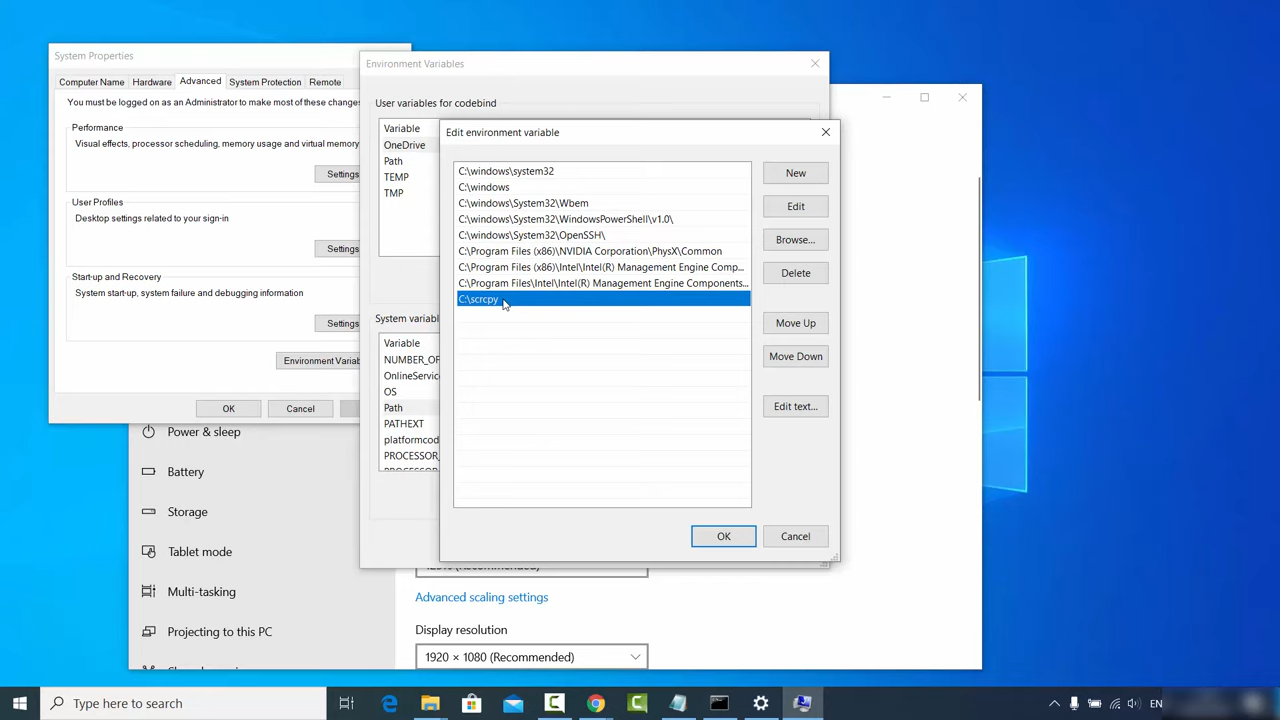 System Properties
Computer Name
Hardware
Advanced
System Protection
Remote
You must be logged on as an Administrator to make most of these changes
Performance
Visual effects, processor scheduling, memory usage and virtual memory
Settings
User Profiles
Desktop settings related to your sign-in
Settings
Start-up and Recovery
System start-up, system failure and debugging information
Settings
Environment Variab
OK
Cancel
Environment Variables
User variables for codebind
Variable
OneDrive
Path
TEMP
TMP
System variabl
Variable
NUMBER_OF
OnlineServic
OS
Path
PATHEXT
platformcod
PROCESSOR_
Edit environment variable
C:\windows\system32
C:\windows
C:\windows\System32\Wbem
C:\windows\System32\WindowsPowerShell\v1.0\
C:\windows\System32\OpenSSH\
C:\Program Files (x86)\NVIDIA Corporation\PhysX\Common
C:\Program Files (x86)\Intel\Intel(R) Management Engine Comp...
C:\Program Files\Intel\Intel(R) Management Engine Components...
C:\scrcpy
New
Edit
Browse...
Delete
Move Up
Move Down
Edit text...
OK
Cancel
Power & sleep
Battery
Storage
Tablet mode
Multi-tasking
Projecting to this PC
Advanced scaling settings
Display resolution
1920 × 1080 (Recommended)
Type here to search
EN